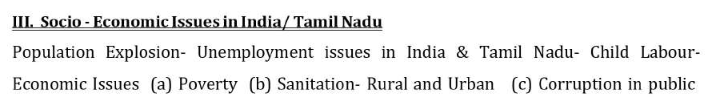 III. Socio - Economic Issues in India/ Tamil Nadu
Population Explosion- Unemployment issues in India & Tamil Nadu- Child Labour-
Economic Issues (a) Poverty (b) Sanitation- Rural and Urban (c) Corruption in public